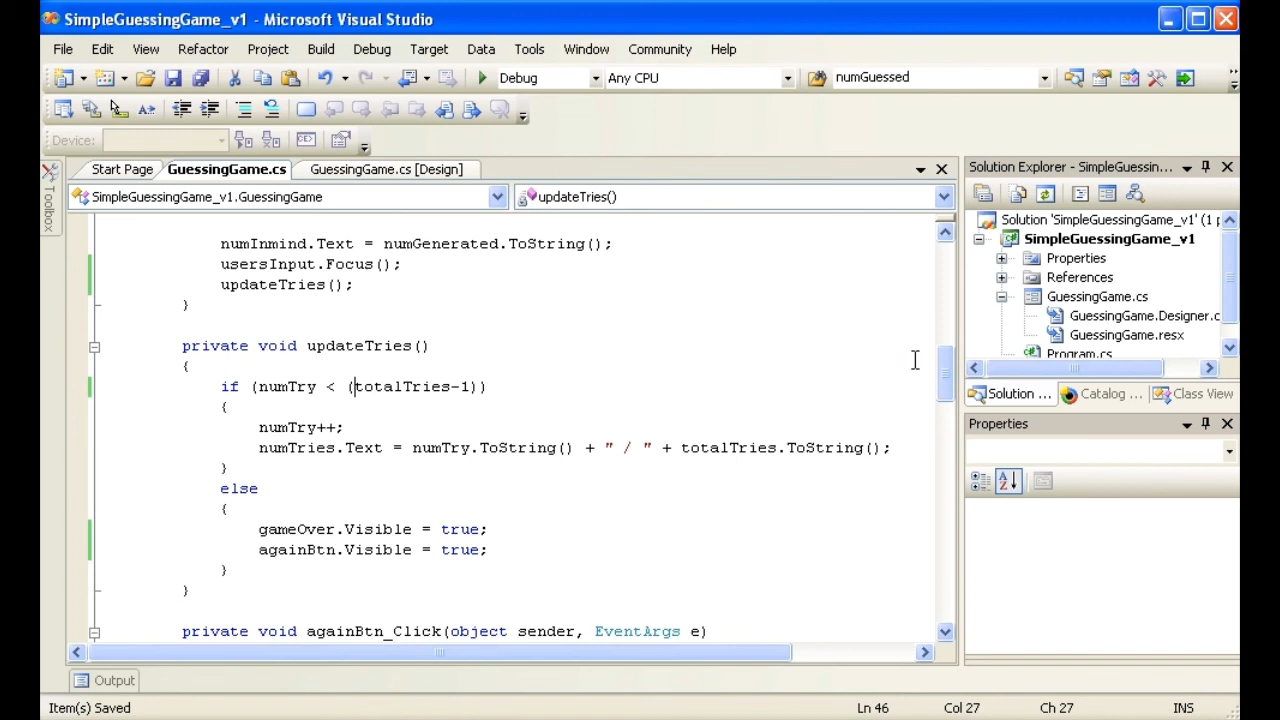 SimpleGuessingGame_v1 - Microsoft Visual Studio
File Edit View Refactor Project Build Debug Target Data Tools Window Community Help
Debug Any CPU numGuessed
Device:
Start Page GuessingGame.cs GuessingGame.cs [Design]
Solution Explorer - SimpleGuessin...
Toolbox
SimpleGuessingGame_v1.GuessingGame updateTries()
Solution 'SimpleGuessingGame_v1' (1 p
SimpleGuessingGame_v1
Properties
References
GuessingGame.cs
GuessingGame.Designer.c
GuessingGame.resx
Program.cs
Solution ... Catalog ... Class View
Properties
numInmind.Text = numGenerated.ToString();
usersInput.Focus();
updateTries();
}
private void updateTries()
{
if (numTry < (totalTries-1))
{
numTry++;
numTries.Text = numTry.ToString() + " / " + totalTries.ToString();
}
else
{
gameOver.Visible = true;
againBtn.Visible = true;
}
}
private void againBtn_Click(object sender, EventArgs e)
Output
Item(s) Saved Ln 46 Col 27 Ch 27 INS